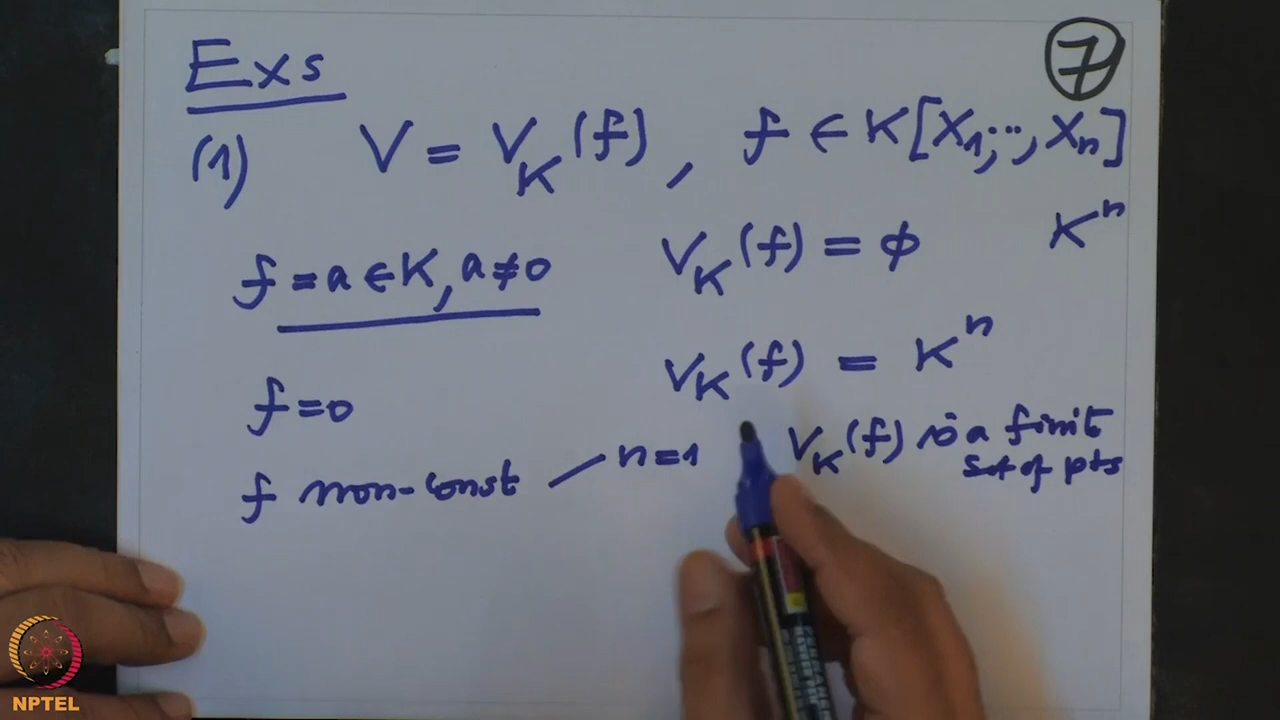 Exs
7
(1) V = V_K(f), f ∈ K[X_1,..., X_n]
f = a ∈ K, a ≠ 0 V_K(f) = ϕ K^n
f = 0 V_K(f) = K^n
f non-const n=1 V_K(f) is a finite
set of pts
NPTEL